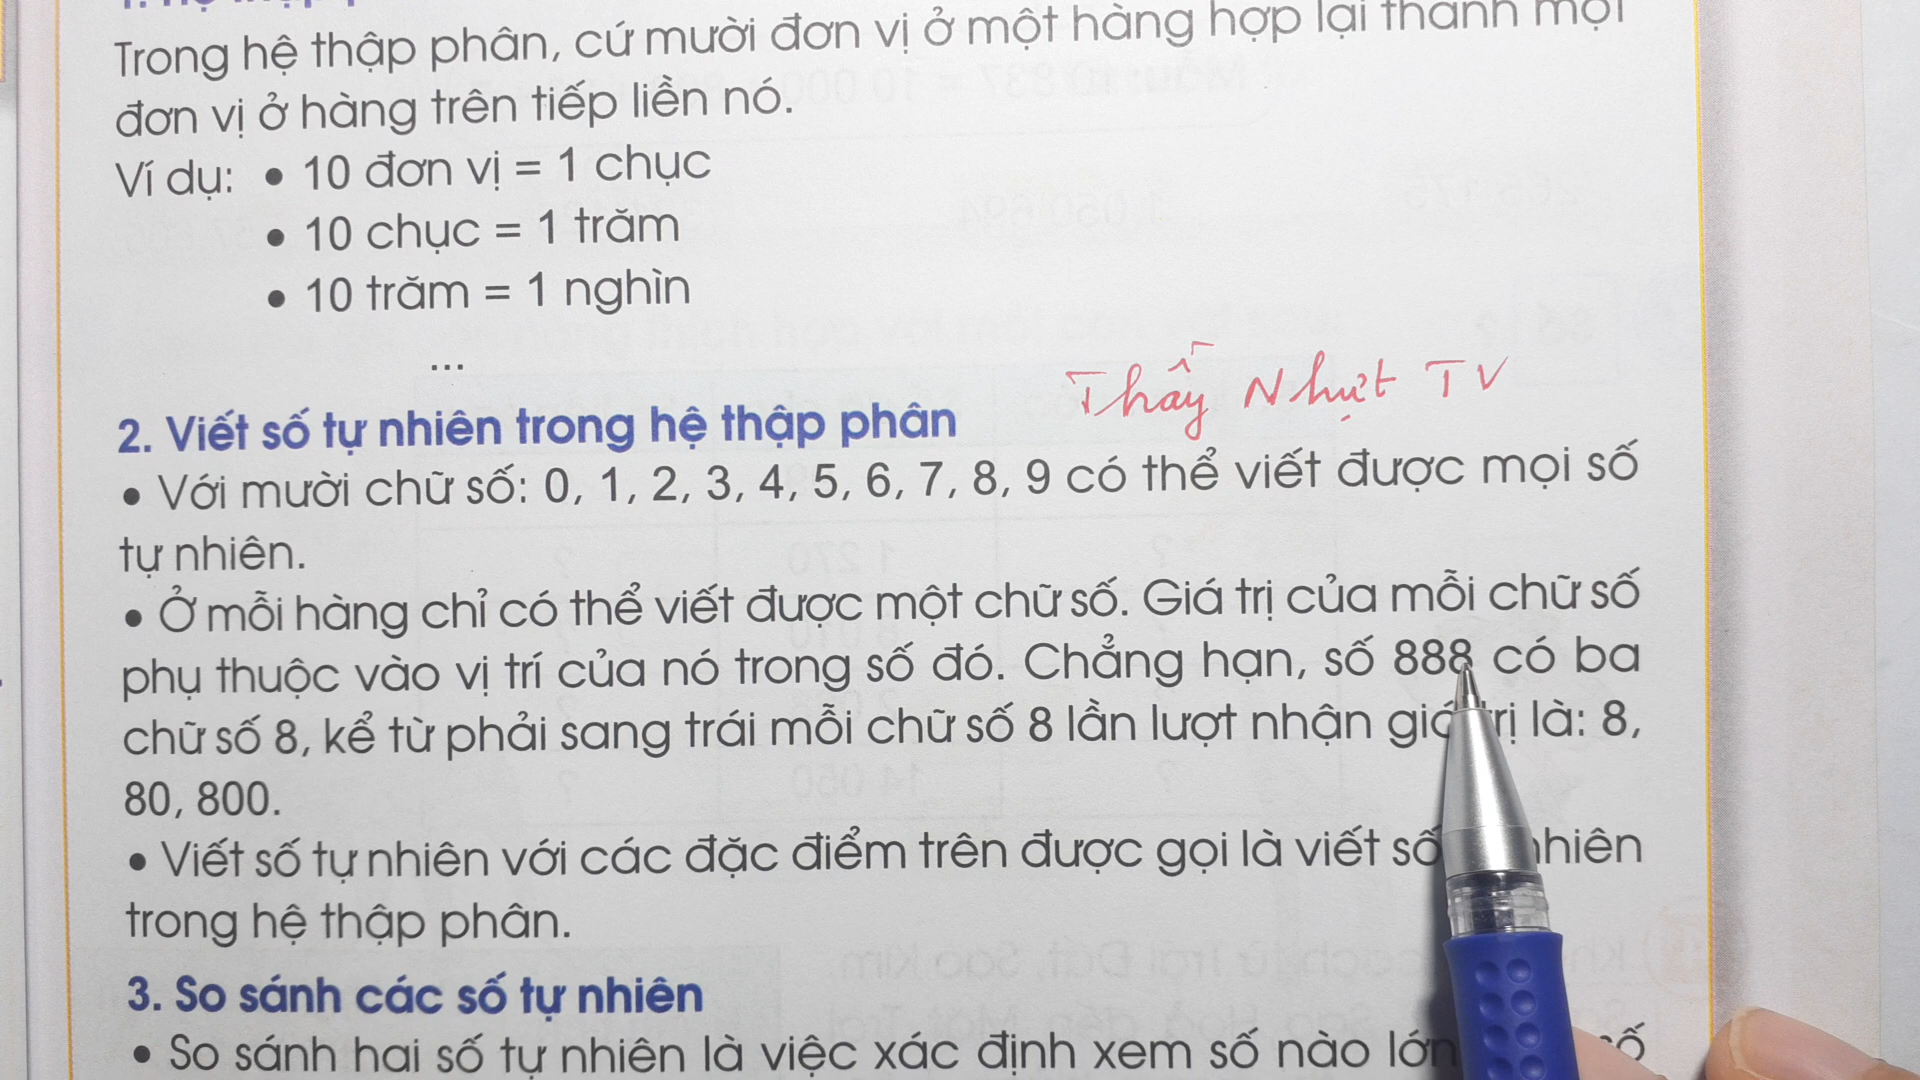 Trong hệ thập phân, cứ mười đơn vị ở một hàng hợp lại thành một
đơn vị ở hàng trên tiếp liền nó.
Ví dụ: • 10 đơn vị = 1 chục
• 10 chục = 1 trăm
• 10 trăm = 1 nghìn
...
Thầy Nhựt TV
2. Viết số tự nhiên trong hệ thập phân
• Với mười chữ số: 0, 1, 2, 3, 4, 5, 6, 7, 8, 9 có thể viết được mọi số
tự nhiên.
• Ở mỗi hàng chỉ có thể viết được một chữ số. Giá trị của mỗi chữ số
phụ thuộc vào vị trí của nó trong số đó. Chẳng hạn, số 888 có ba
chữ số 8, kể từ phải sang trái mỗi chữ số 8 lần lượt nhận giá trị là: 8,
80, 800.
• Viết số tự nhiên với các đặc điểm trên được gọi là viết số nhiên
trong hệ thập phân.
3. So sánh các số tự nhiên
• So sánh hai số tự nhiên là việc xác định xem số nào lớn số